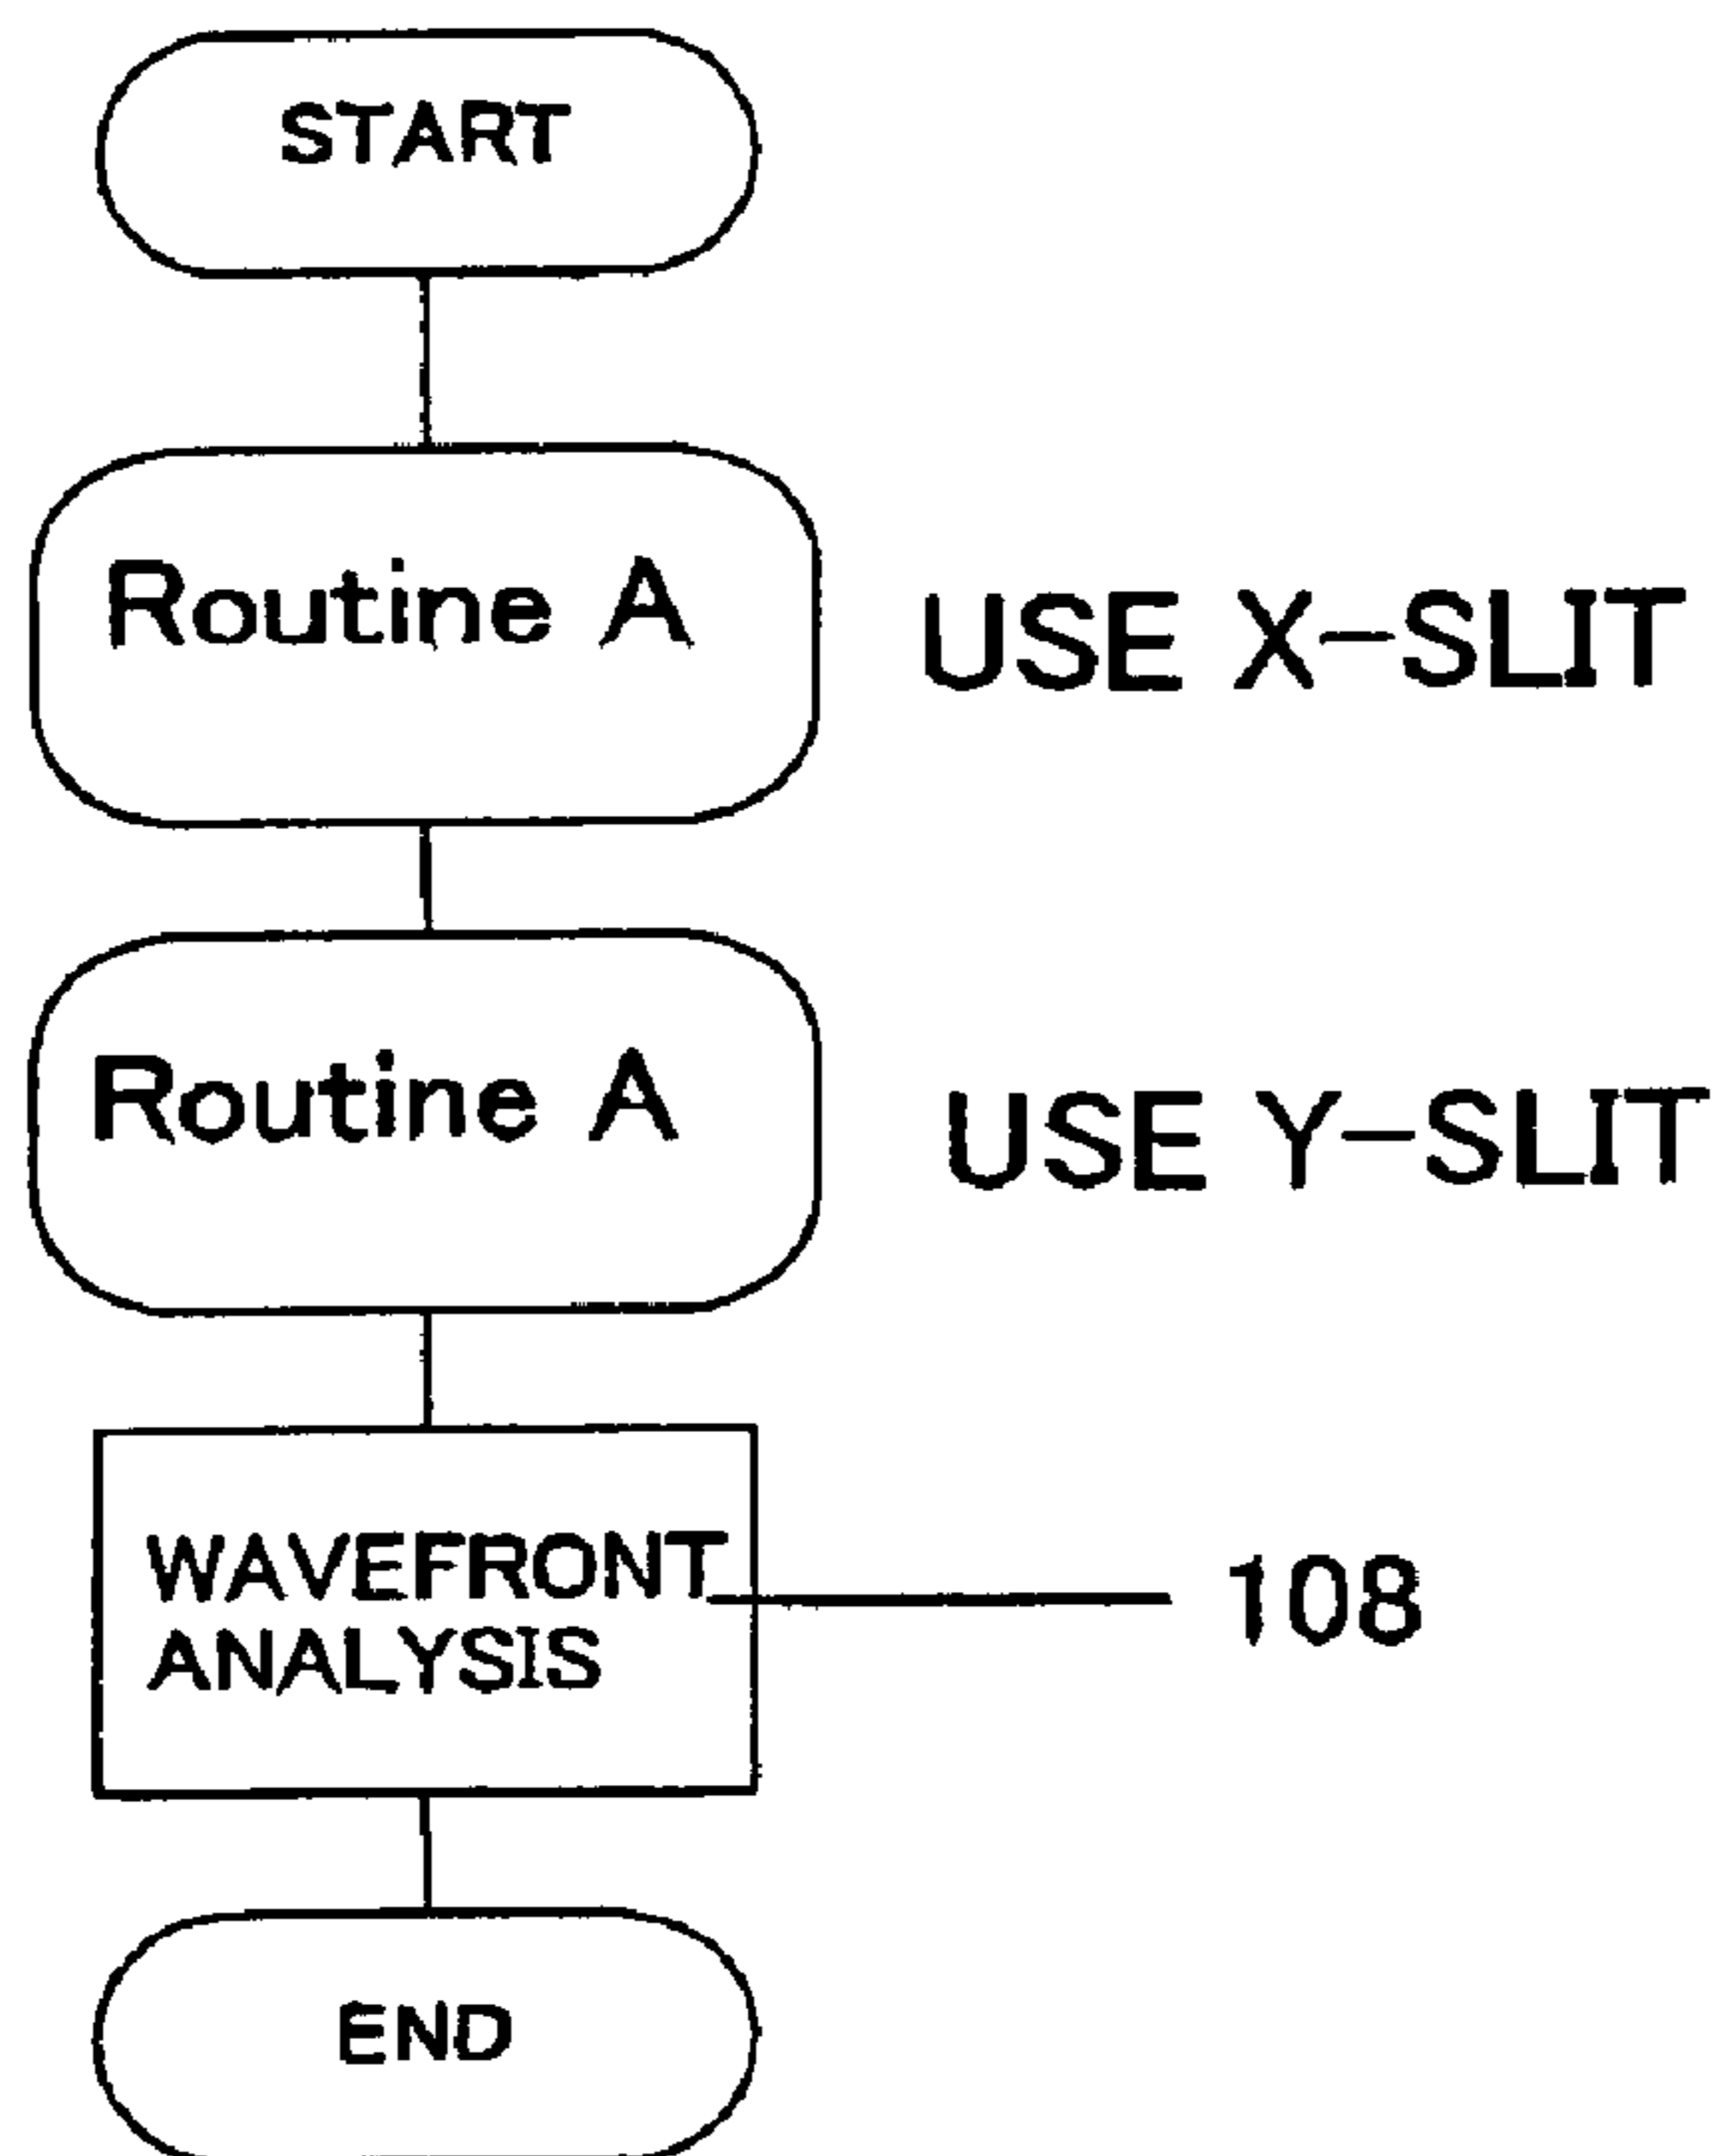 START
Routine A
USE X-SLIT
Routine A
USE Y-SLIT
WAVEFRONT
ANALYSIS
108
END